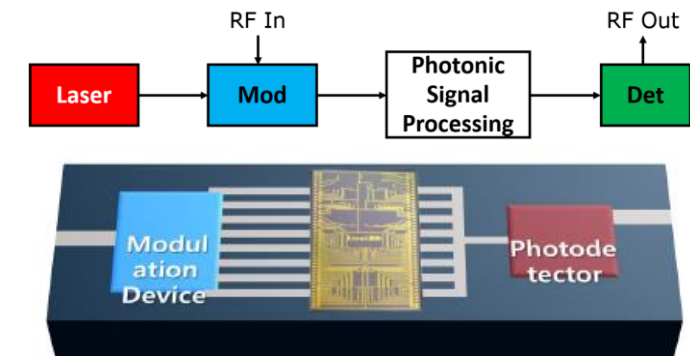 RF In
RF Out
Laser
Mod
Photonic
Signal
Processing
Det
Modul
ation
Device
Photode
tector